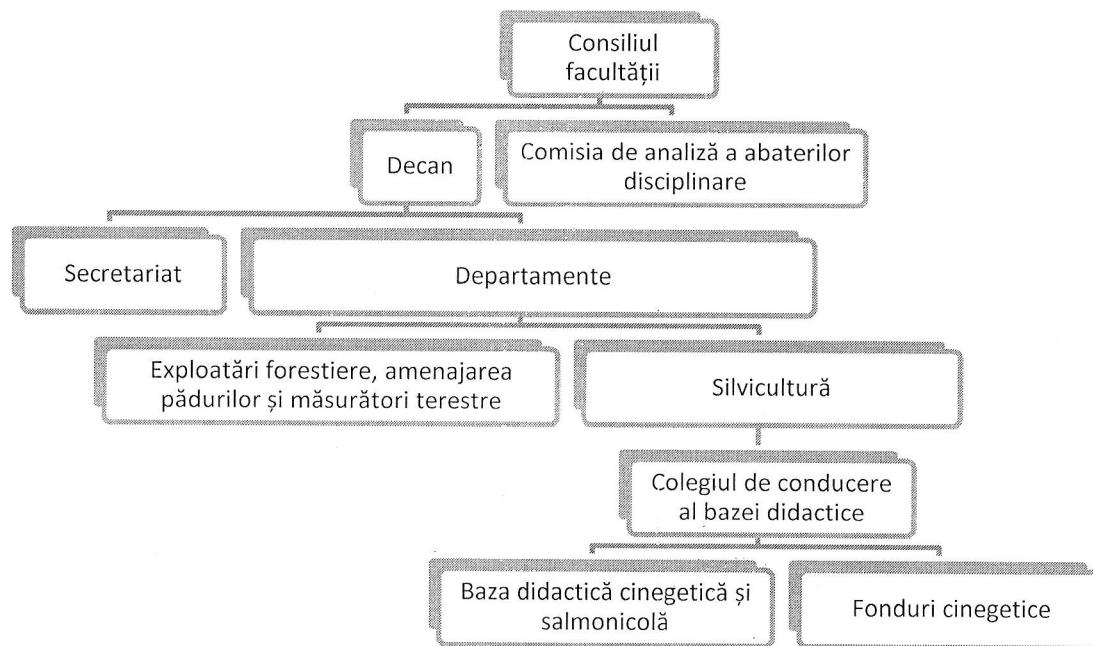 Consiliul
facultății
Decan
Comisia de analiză a abaterilor
disciplinare
Secretariat
Departamente
Exploatări forestiere, amenajarea
pădurilor și măsurători terestre
Silvicultură
Colegiul de conducere
al bazei didactice
Baza didactică cinegetică și
salmonicolă
Fonduri cinegetice